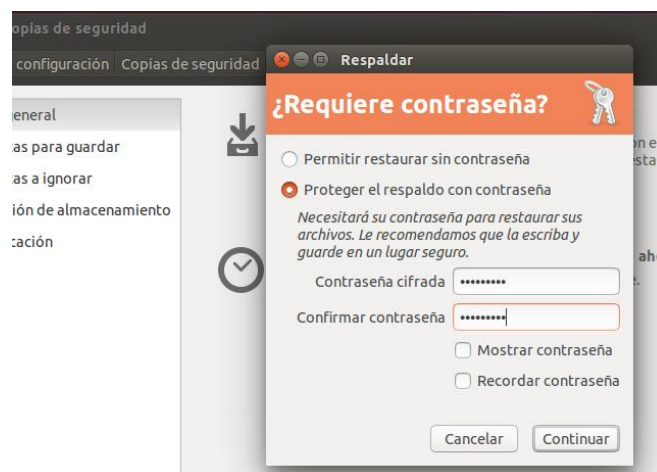 opias de seguridad
configuración Copias de seguridad
Respaldar
¿Requiere contraseña?
eneral
as para guardar
as a ignorar
ión de almacenamiento
cación
Permitir restaurar sin contraseña
Proteger el respaldo con contraseña
Necesitará su contraseña para restaurar sus
archivos. Le recomendamos que la escriba y
guarde en un lugar seguro.
Contraseña cifrada •••••••••
Confirmar contraseña •••••••••
Mostrar contraseña
Recordar contraseña
Cancelar Continuar